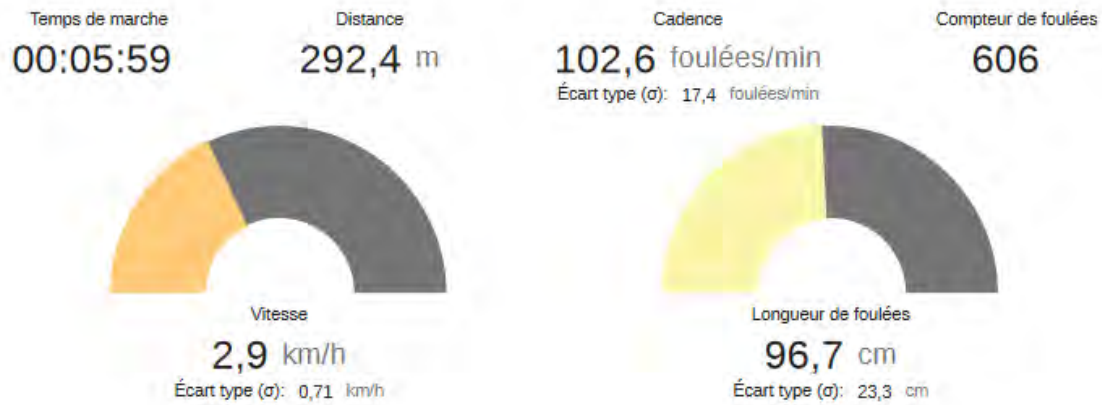 Temps de marche
00:05:59
Distance
292,4 m
Cadence
102,6 foulées/min
Écart type (σ): 17,4 foulées/min
Compteur de foulées
606
Vitesse
2,9 km/h
Écart type (σ): 0,71 km/h
Longueur de foulées
96,7 cm
Écart type (σ): 23,3 cm